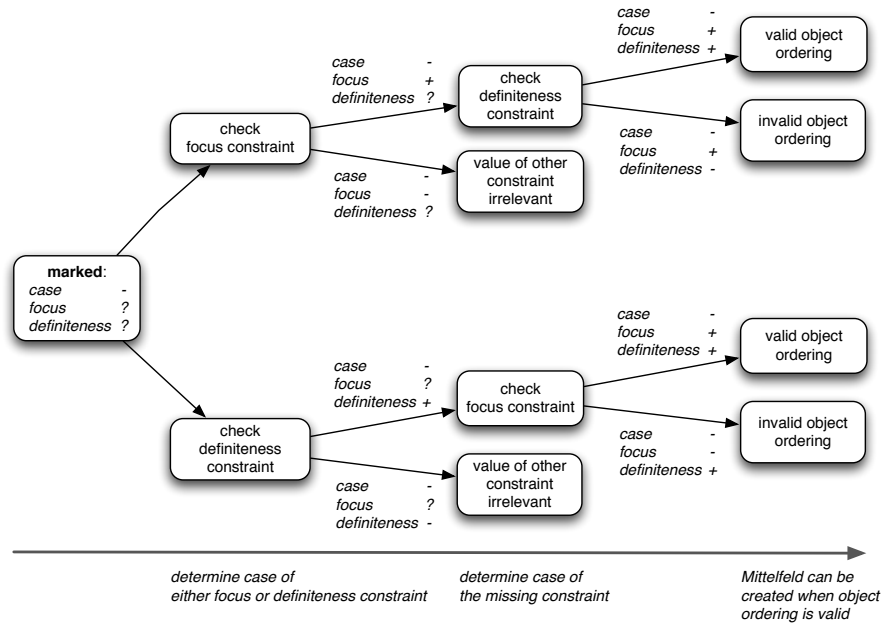 marked:
case -
focus ?
definiteness ?
check
focus constraint
case -
focus +
definiteness ?
case -
focus -
definiteness ?
check
definiteness
constraint
value of other
constraint
irrelevant
case -
focus +
definiteness +
case -
focus +
definiteness -
valid object
ordering
invalid object
ordering
check
definiteness
constraint
case -
focus ?
definiteness +
case -
focus ?
definiteness -
check
focus constraint
value of other
constraint
irrelevant
case -
focus +
definiteness +
case -
focus -
definiteness +
valid object
ordering
invalid object
ordering
determine case of
either focus or definiteness constraint
determine case of
the missing constraint
Mittelfeld can be
created when object
ordering is valid